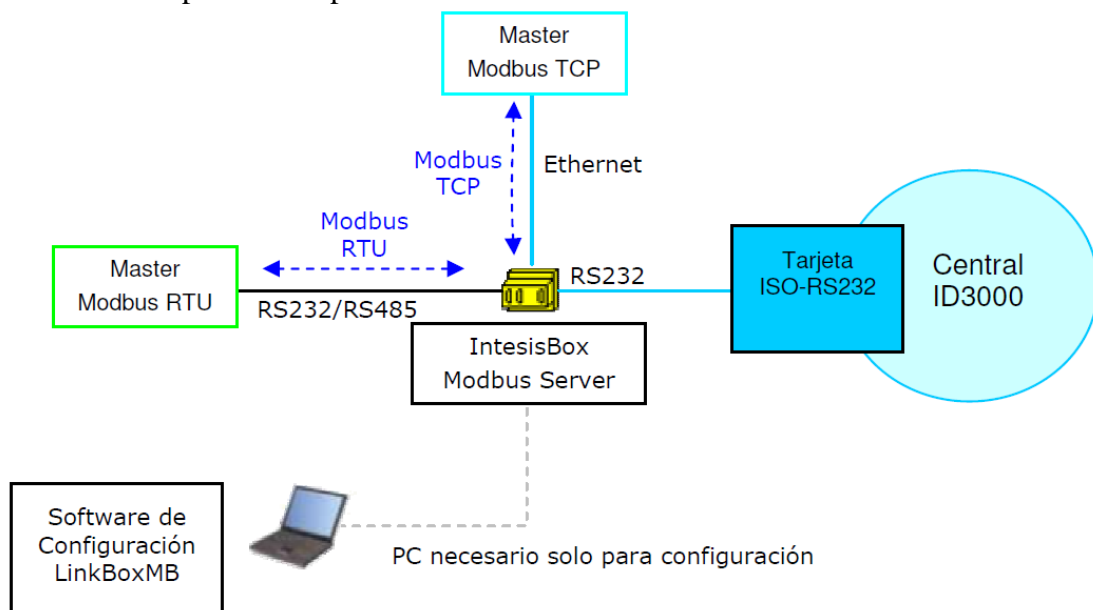 Master
Modbus TCP
Modbus
TCP
Ethernet
Modbus
RTU
Master
Modbus RTU
RS232/RS485
RS232
Tarjeta
ISO-RS232
Central
ID3000
IntesisBox
Modbus Server
Software de
Configuración
LinkBoxMB
PC necesario solo para configuración